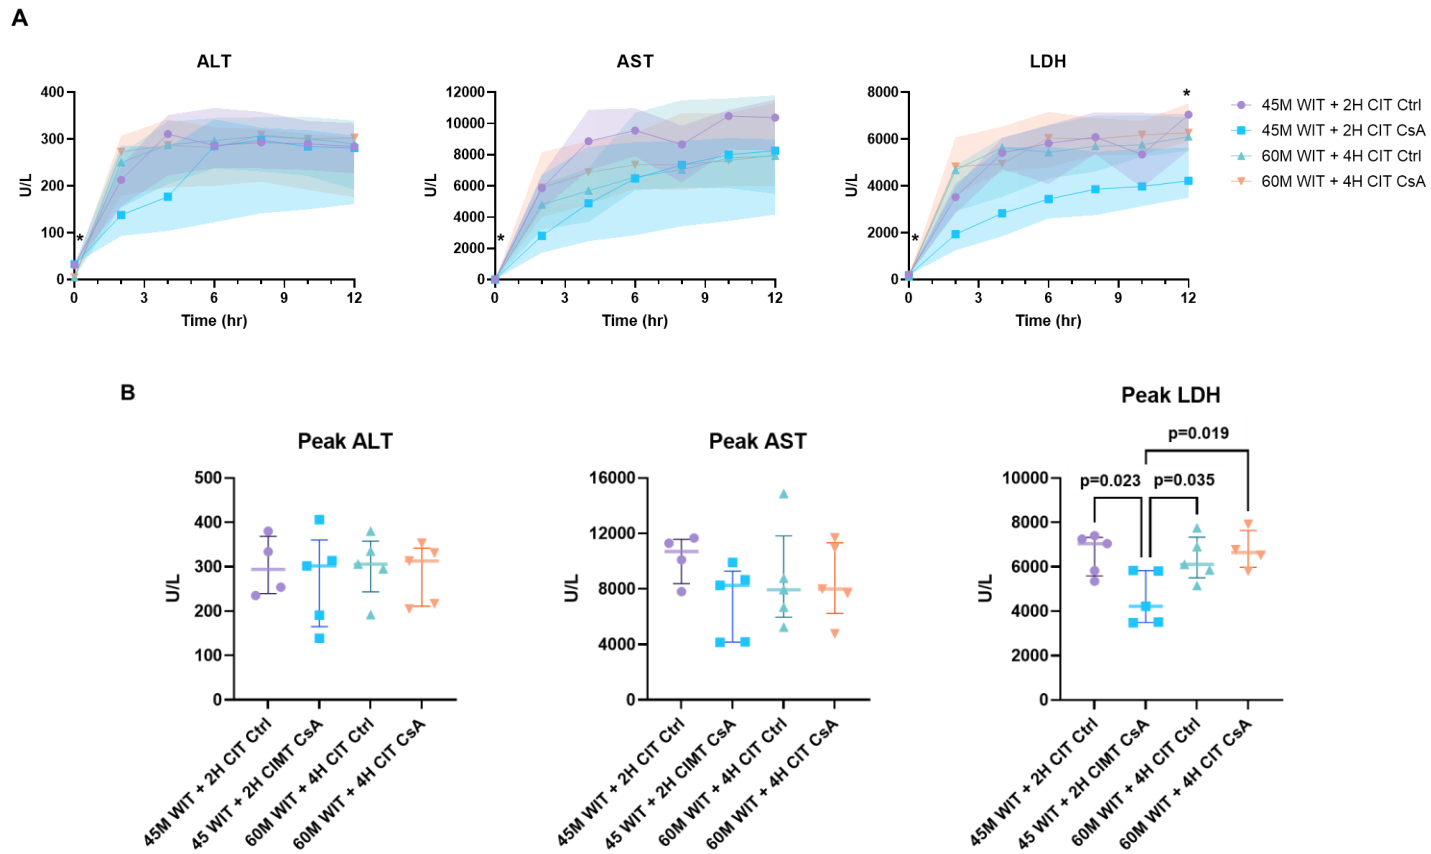 A
ALT
AST
LDH
U/L
400
300
200
100
0
*
0
3
6
9
12
Time (hr)
U/L
12000
10000
8000
6000
4000
2000
0
*
0
3
6
9
12
Time (hr)
U/L
8000
6000
4000
2000
0
*
*
0
3
6
9
12
Time (hr)
45M WIT + 2H CIT Ctrl
45M WIT + 2H CIT CsA
60M WIT + 4H CIT Ctrl
60M WIT + 4H CIT CsA
B
Peak ALT
U/L
500
400
300
200
100
0
45M WIT + 2H CIT Ctrl
45 WIT + 2H CIMT CsA
60M WIT + 4H CIT Ctrl
60M WIT + 4H CIT CsA
Peak AST
U/L
16000
12000
8000
4000
0
45M WIT + 2H CIT Ctrl
45 WIT + 2H CIMT CsA
60M WIT + 4H CIT Ctrl
60M WIT + 4H CIT CsA
Peak LDH
p=0.019
p=0.023
p=0.035
U/L
10000
8000
6000
4000
2000
0
45M WIT + 2H CIT Ctrl
45 WIT + 2H CIMT CsA
60M WIT + 4H CIT Ctrl
60M WIT + 4H CIT CsA